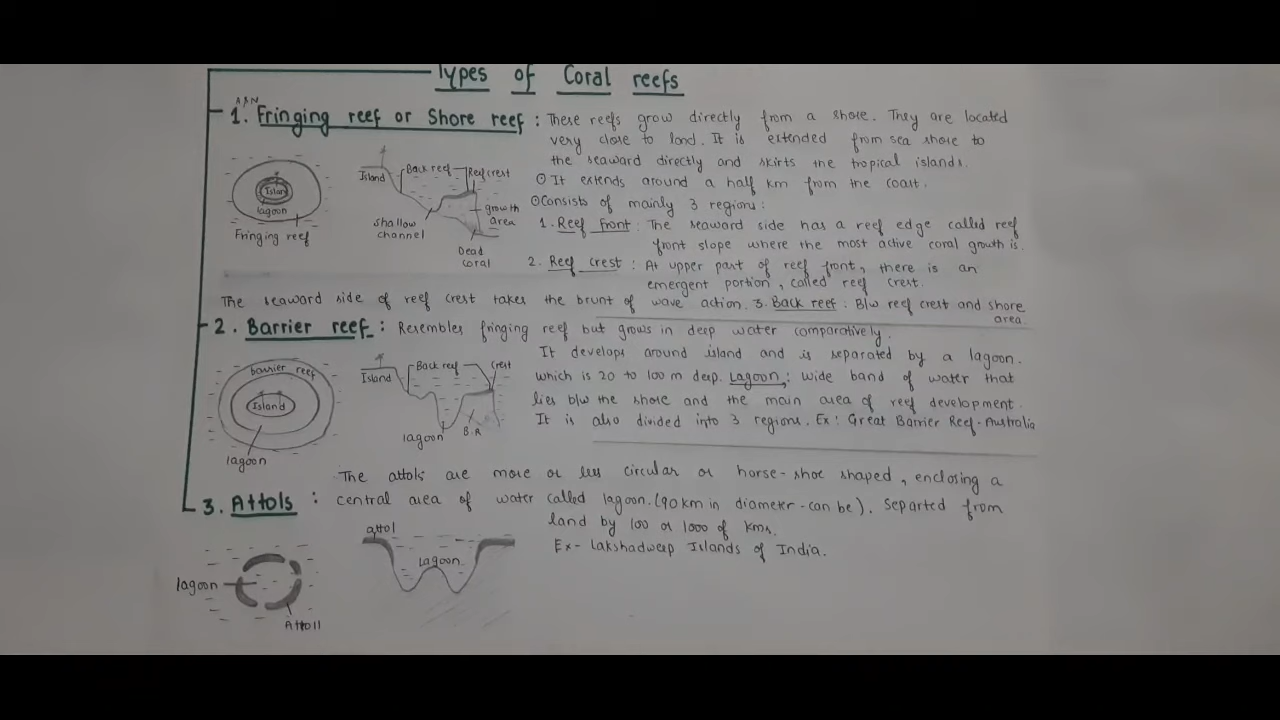 Types of Coral reefs
1. Fringing reef or Shore reef : These reefs grow directly from a shore. They are located
very close to land. It is extended from sea shore to
the seaward directly and skirts the tropical islands.
It extends around a half km from the coast.
Consists of mainly 3 regions:
1. Reef front : The seaward side has a reef edge called reef
front slope where the most active coral growth is.
2. Reef crest : At upper part of reef front, there is an
emergent portion, called reef crest.
Islan
lagoon
Fringing reef
Island
Back reef
Reef crest
growth
area
shallow
channel
Dead
coral
The seaward side of reef crest takes the brunt of wave action. 3. Back reef : B/w reef crest and shore
area.
2. Barrier reef : Resembles fringing reef but grows in deep water comparatively.
It develops around island and is separated by a lagoon.
which is 20 to 100 m deep. Lagoon : wide band of water that
lies b/w the shore and the main area of reef development.
It is also divided into 3 regions. Ex: Great Barrier Reef-Australia
barrier reef
Island
lagoon
Island
Back reef
Crest
lagoon
B.R
The attols are more or less circular or horse-shoe shaped, enclosing a
3. Attols : central area of water called lagoon. (90 km in diameter - can be). Separted from
land by 100 or 1000 of kms.
Ex- Lakshadweep Islands of India.
lagoon
Attoll
attol
Lagoon